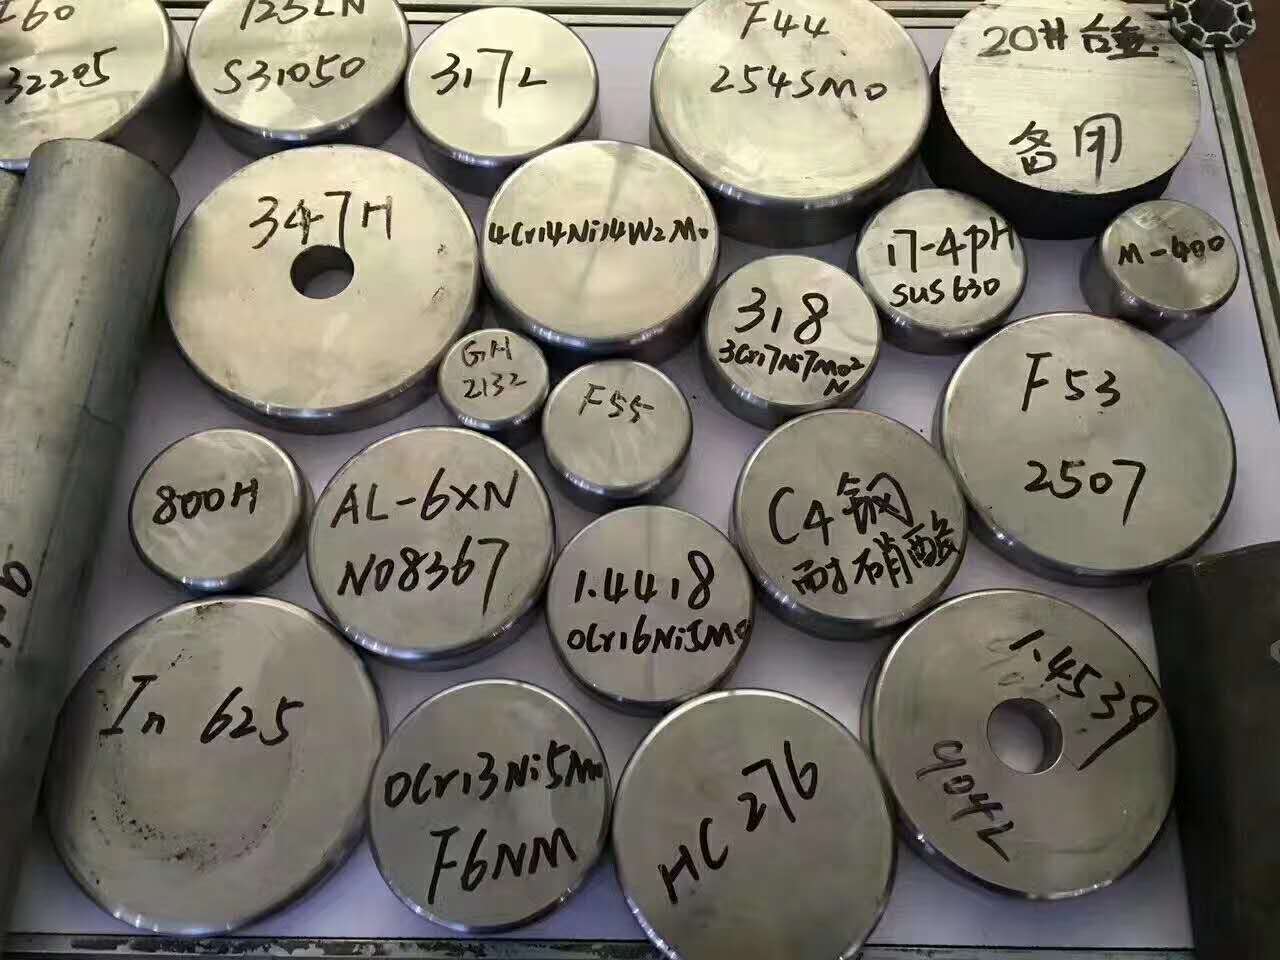 F60
32205
725LN
S31050
317L
F44
254SMo
20#合金
备用
347H
4Cr14Ni14W2Mo
17-4PH
SUS630
M-400
318
3Cr17Ni7Mo2
N
GH
2132
F55
F53
2507
800H
AL-6XN
N08367
C4钢
耐硝酸
1.4418
0Cr16Ni5Mo
1.4539
904L
In 625
0Cr13Ni5Mo
F6NM
HC276